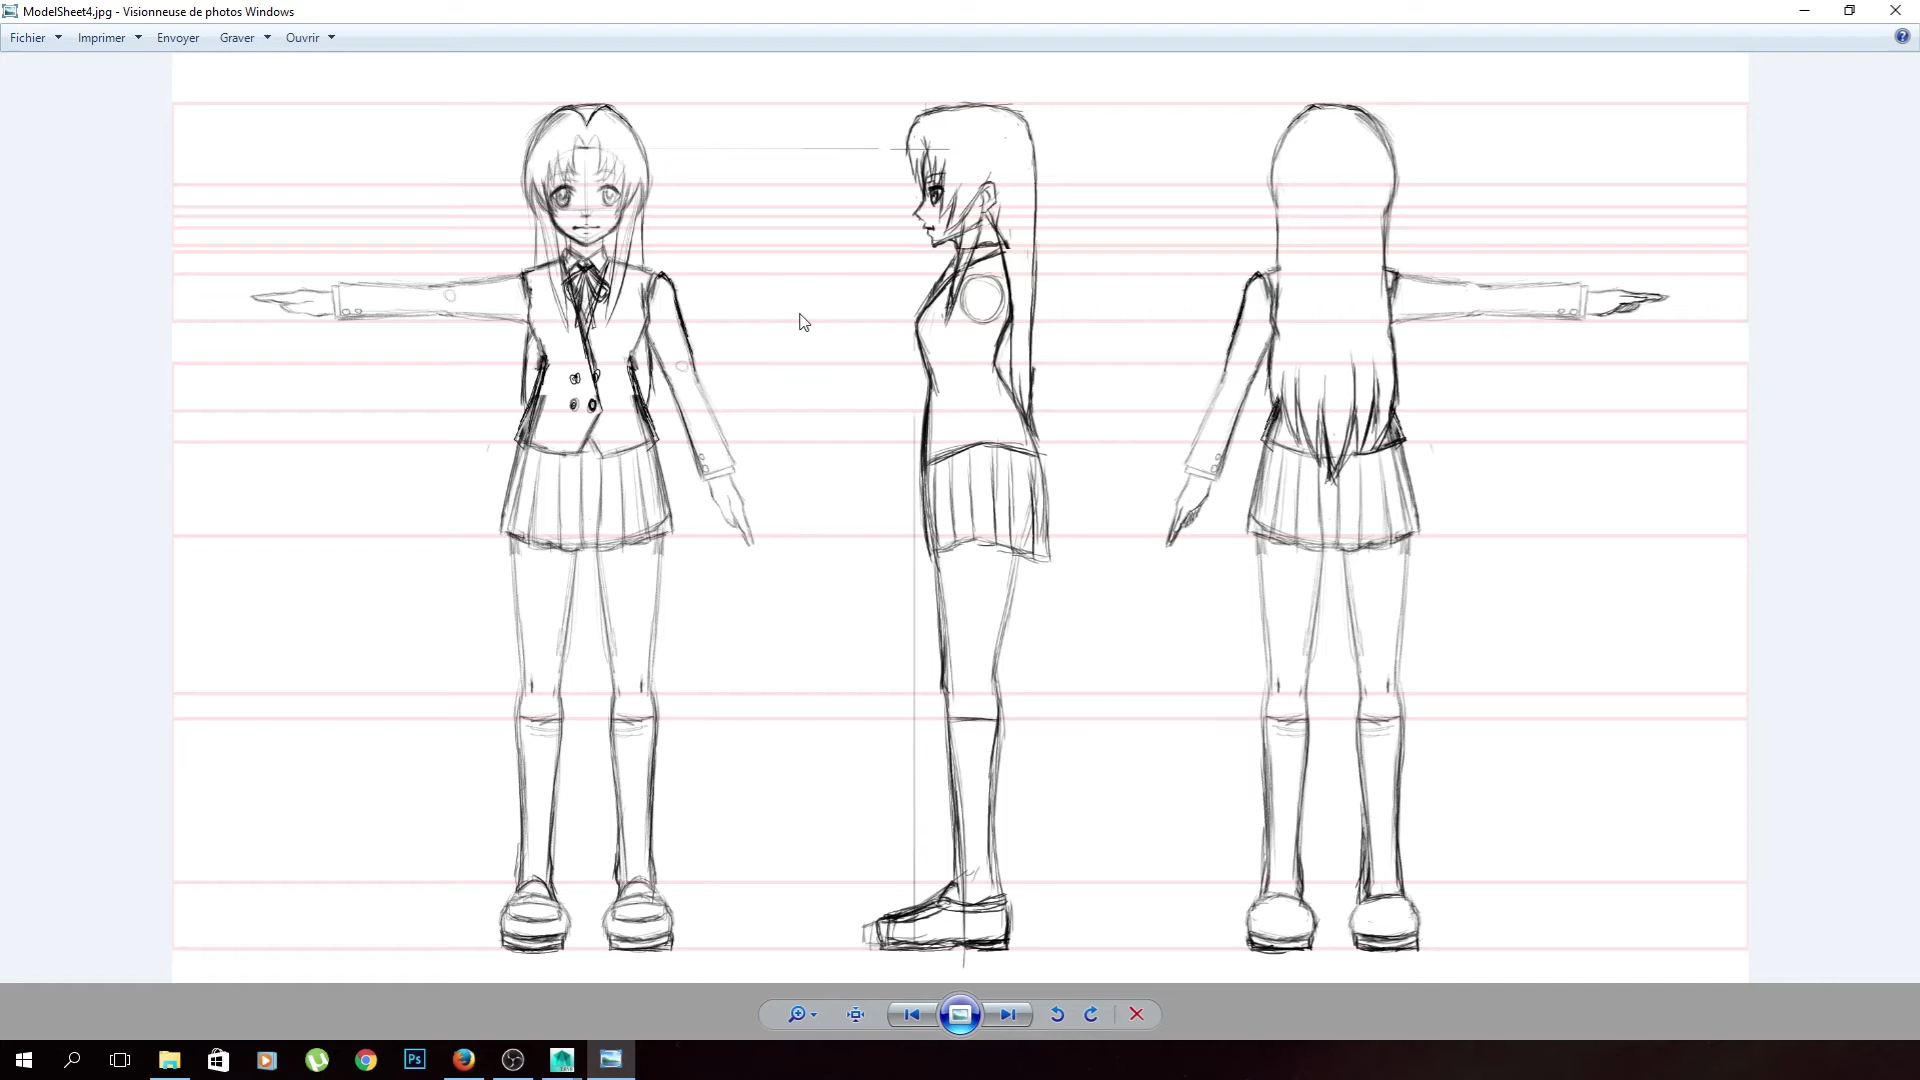 ModelSheet4.jpg - Visionneuse de photos Windows
Fichier Imprimer Envoyer Graver Ouvrir
Ps